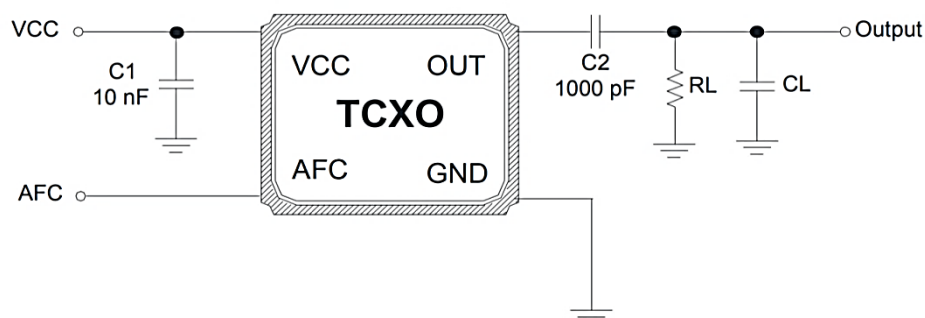 VCC
C1
10 nF
VCC
OUT
TCXO
AFC
GND
C2
1000 pF
RL
CL
Output
AFC